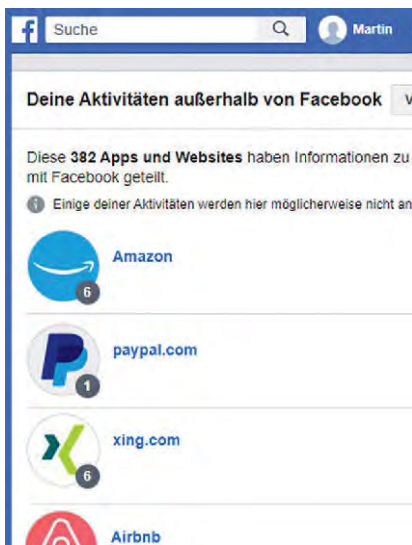 Suche
Martin
Deine Aktivitäten außerhalb von Facebook
Diese 382 Apps und Websites haben Informationen zu
mit Facebook geteilt.
Einige deiner Aktivitäten werden hier möglicherweise nicht an
Amazon
6
paypal.com
1
xing.com
6
Airbnb